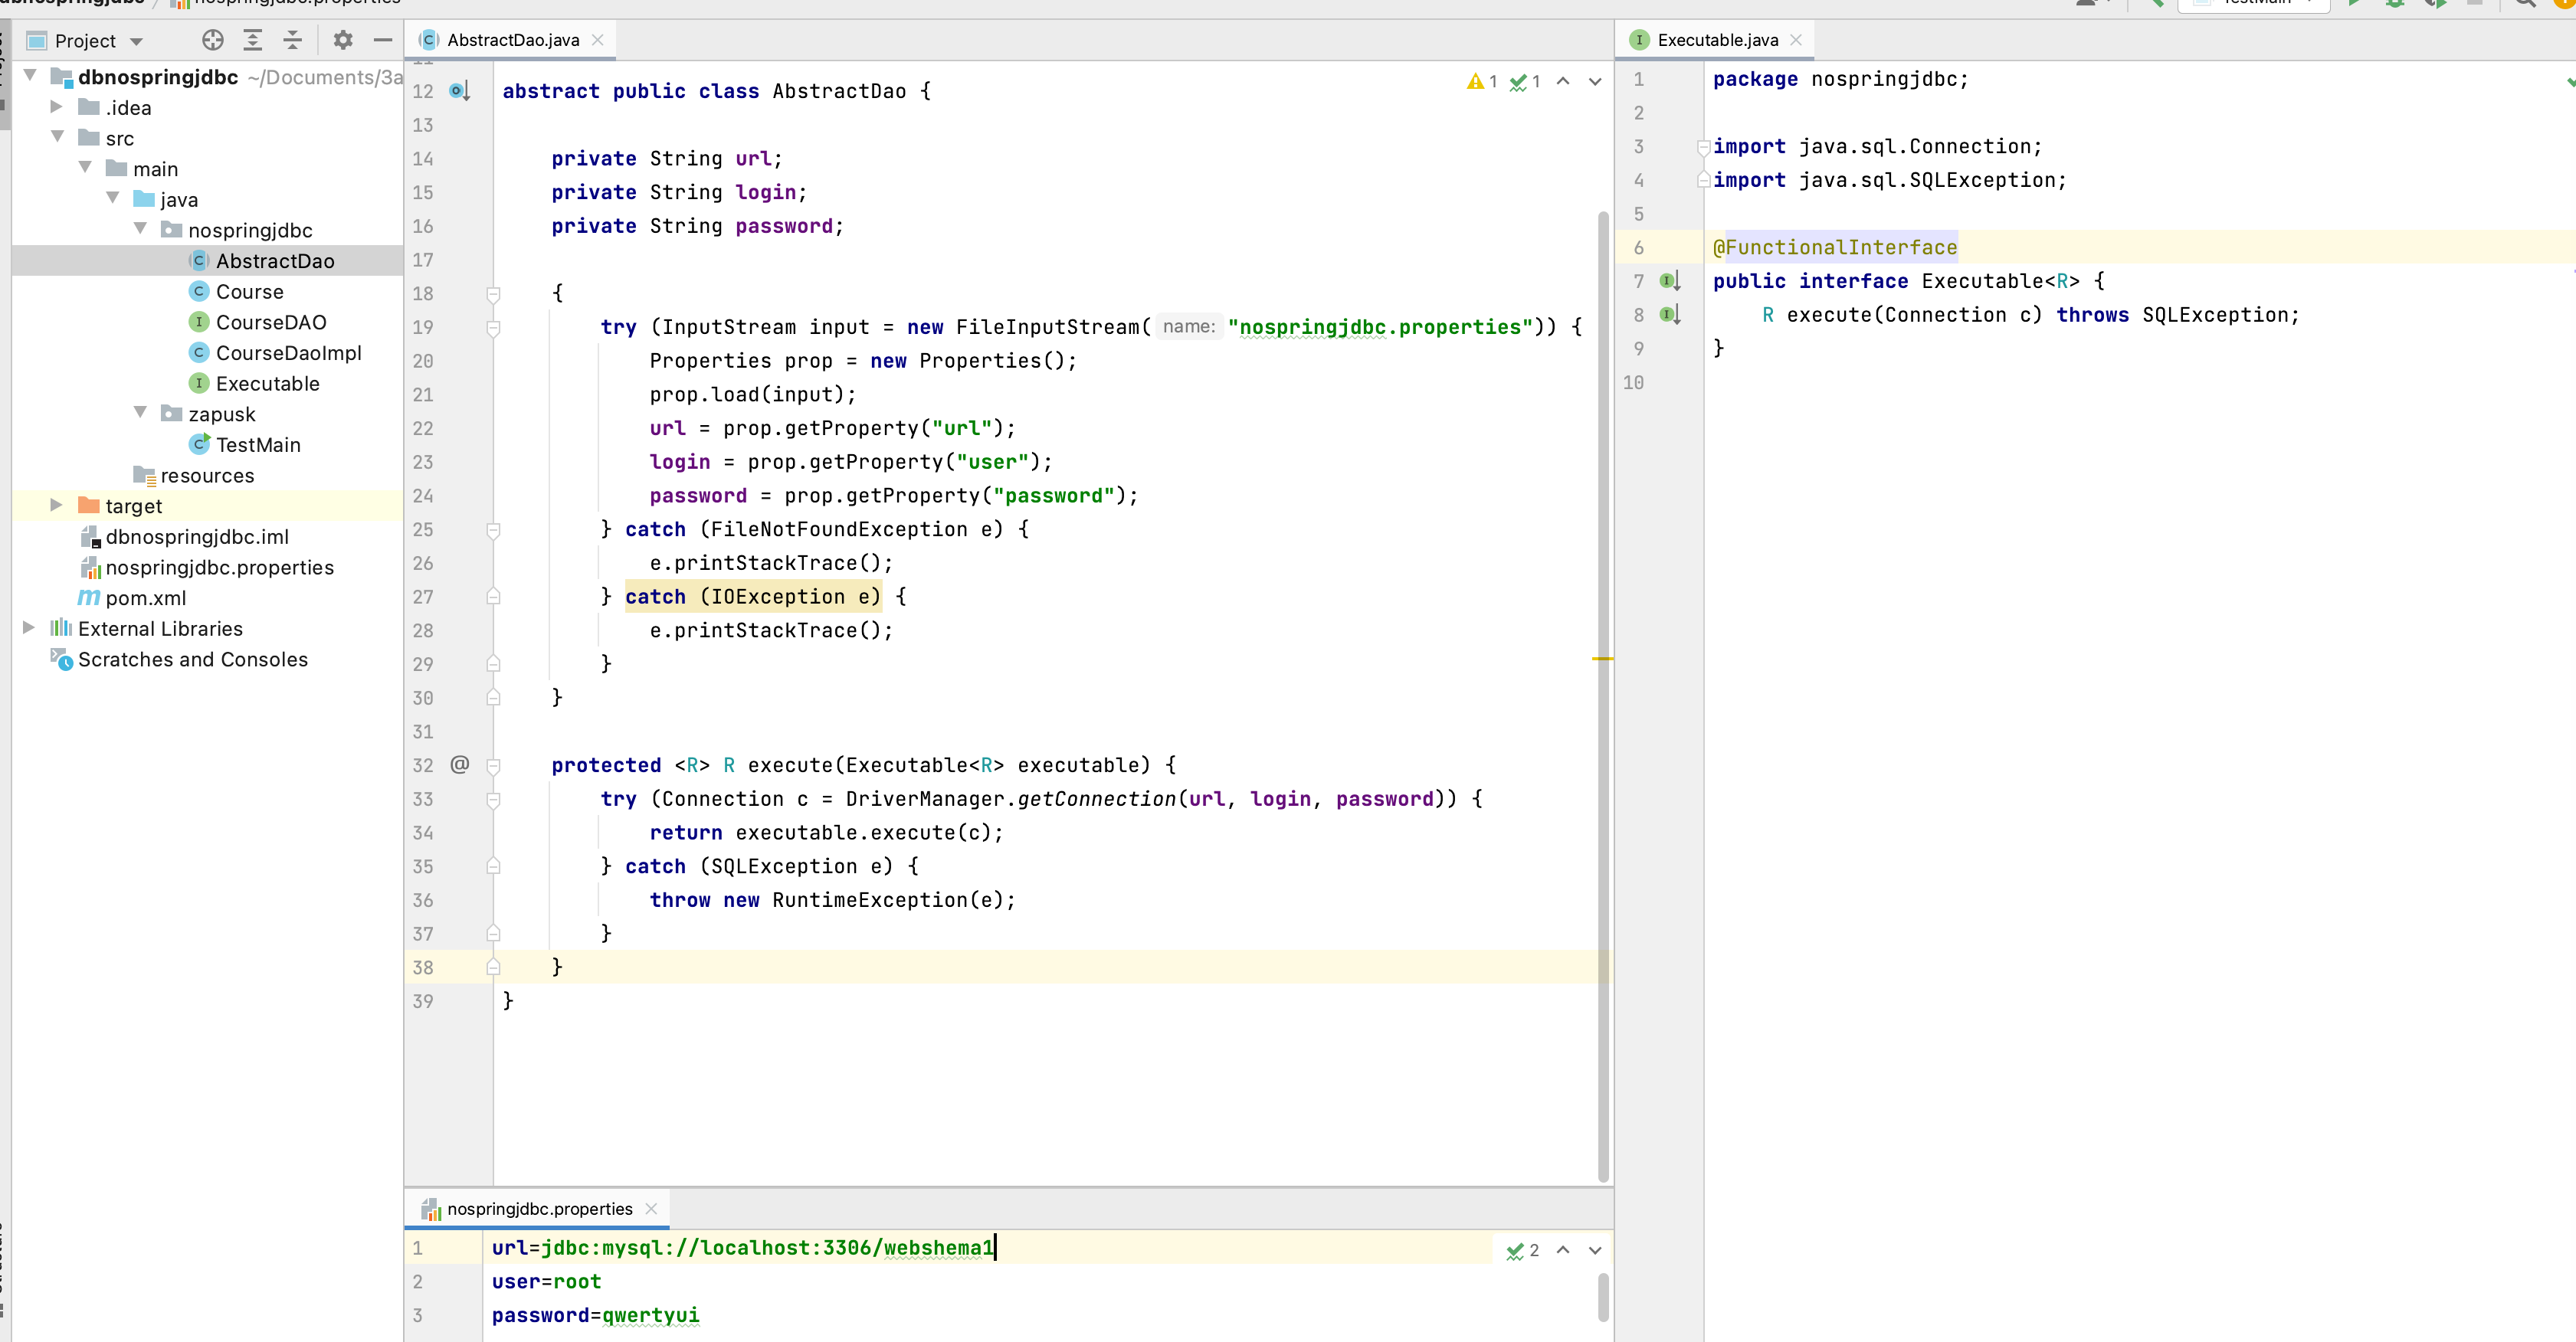 dbnospringjdbc nospringjdbc.properties
TestMain
Project
dbnospringjdbc ~/Documents/3a
.idea
src
main
java
nospringjdbc
AbstractDao
Course
CourseDAO
CourseDaoImpl
Executable
zapusk
TestMain
resources
target
dbnospringjdbc.iml
nospringjdbc.properties
pom.xml
External Libraries
Scratches and Consoles
AbstractDao.java
1 1
11
12 abstract public class AbstractDao {
13
14 private String url;
15 private String login;
16 private String password;
17
18 {
19 try (InputStream input = new FileInputStream( name: "nospringjdbc.properties")) {
20 Properties prop = new Properties();
21 prop.load(input);
22 url = prop.getProperty("url");
23 login = prop.getProperty("user");
24 password = prop.getProperty("password");
25 } catch (FileNotFoundException e) {
26 e.printStackTrace();
27 } catch (IOException e) {
28 e.printStackTrace();
29 }
30 }
31
32 @ protected <R> R execute(Executable<R> executable) {
33 try (Connection c = DriverManager.getConnection(url, login, password)) {
34 return executable.execute(c);
35 } catch (SQLException e) {
36 throw new RuntimeException(e);
37 }
38 }
39 }
nospringjdbc.properties
2
1 url=jdbc:mysql://localhost:3306/webshema1
2 user=root
3 password=qwertyui
Executable.java
1 package nospringjdbc;
2
3 import java.sql.Connection;
4 import java.sql.SQLException;
5
6 @FunctionalInterface
7 public interface Executable<R> {
8 R execute(Connection c) throws SQLException;
9 }
10